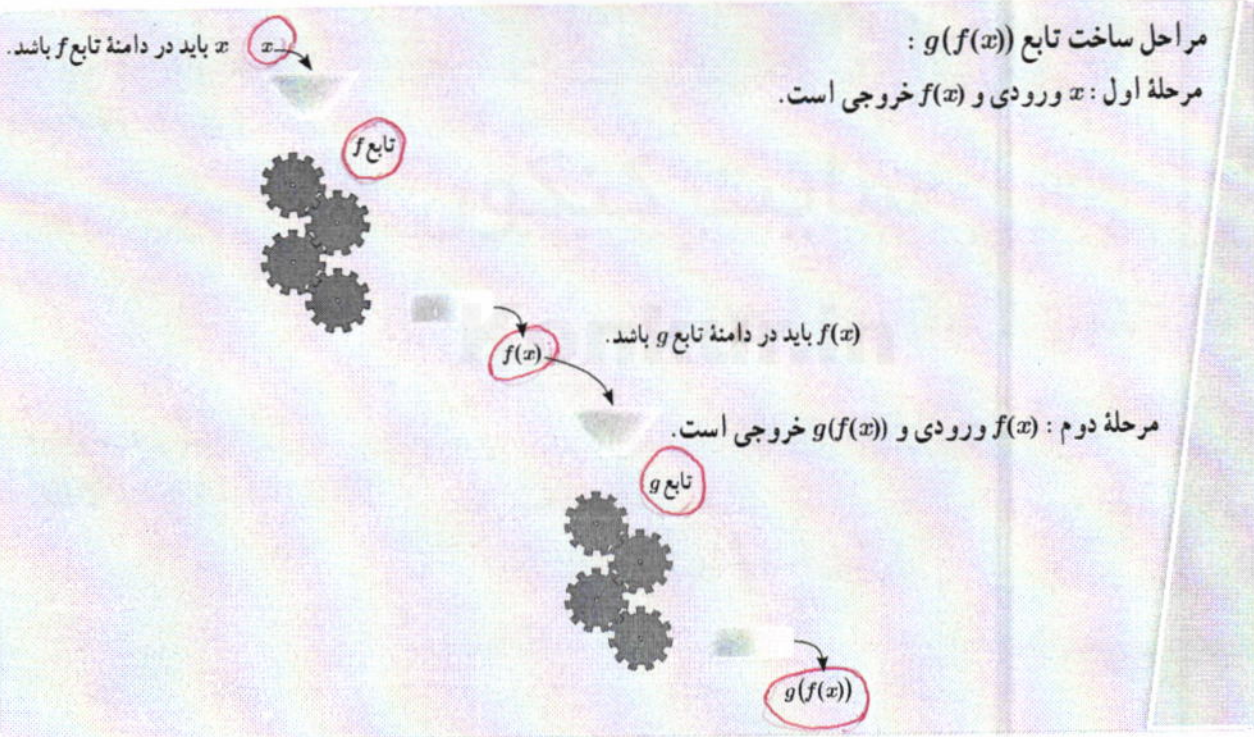 مراحل ساخت تابع g(f(x)) :
مرحلهٔ اول : x ورودی و f(x) خروجی است.
x باید در دامنهٔ تابع f باشد.
x
تابع f
f(x)
f(x) باید در دامنهٔ تابع g باشد.
مرحلهٔ دوم : f(x) ورودی و g(f(x)) خروجی است.
تابع g
g(f(x))